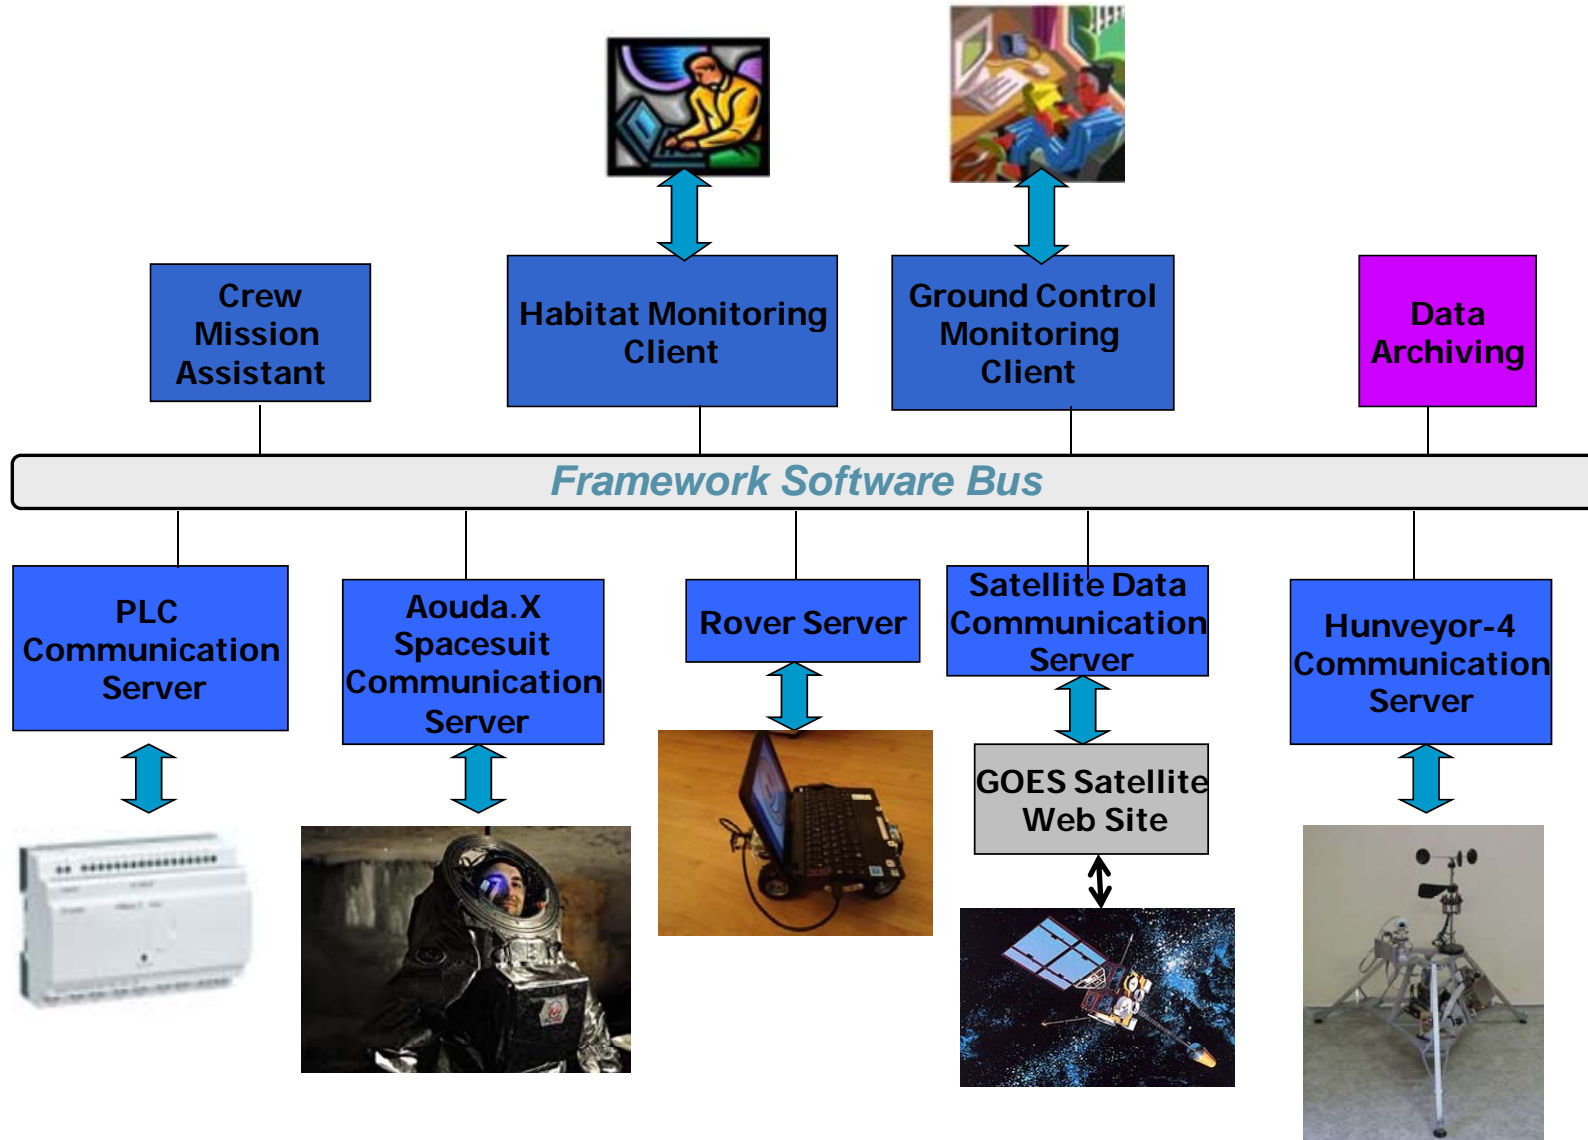 Crew
Mission
Assistant
Habitat Monitoring
Client
Ground Control
Monitoring
Client
Data
Archiving
Framework Software Bus
PLC
Communication
Server
Aouda.X
Spacesuit
Communication
Server
Rover Server
Satellite Data
Communication
Server
Hunveyor-4
Communication
Server
GOES Satellite
Web Site